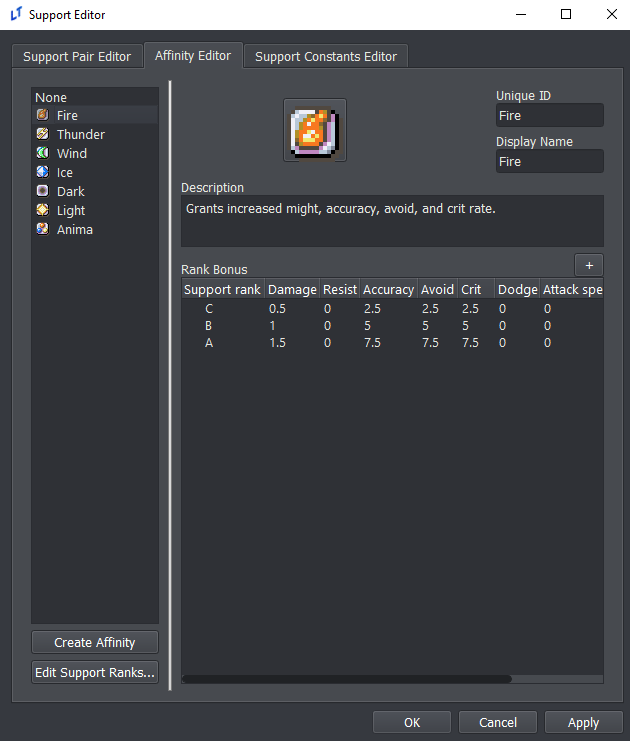 LT Support Editor
Support Pair Editor Affinity Editor Support Constants Editor
None
Fire
Thunder
Wind
Ice
Dark
Light
Anima
Create Affinity
Edit Support Ranks...
Unique ID
Fire
Display Name
Fire
Description
Grants increased might, accuracy, avoid, and crit rate.
Rank Bonus +
Support rank Damage Resist Accuracy Avoid Crit Dodge Attack spe
C 0.5 0 2.5 2.5 2.5 0 0
B 1 0 5 5 5 0 0
A 1.5 0 7.5 7.5 7.5 0 0
OK Cancel Apply